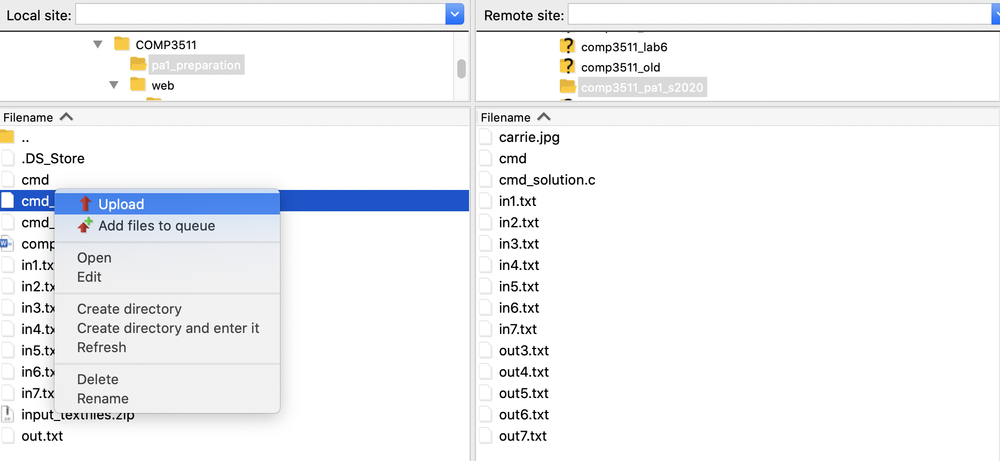 Local site:
COMP3511
pa1_preparation
web
Filename
..
.DS_Store
cmd
cmd_
cmd_
comp
in1.tx
in2.tx
in3.tx
in4.tx
in5.tx
in6.tx
in7.tx
input_textfiles.zip
out.txt
Upload
Add files to queue
Open
Edit
Create directory
Create directory and enter it
Refresh
Delete
Rename
Remote site:
comp3511_lab6
comp3511_old
comp3511_pa1_s2020
Filename
carrie.jpg
cmd
cmd_solution.c
in1.txt
in2.txt
in3.txt
in4.txt
in5.txt
in6.txt
in7.txt
out3.txt
out4.txt
out5.txt
out6.txt
out7.txt